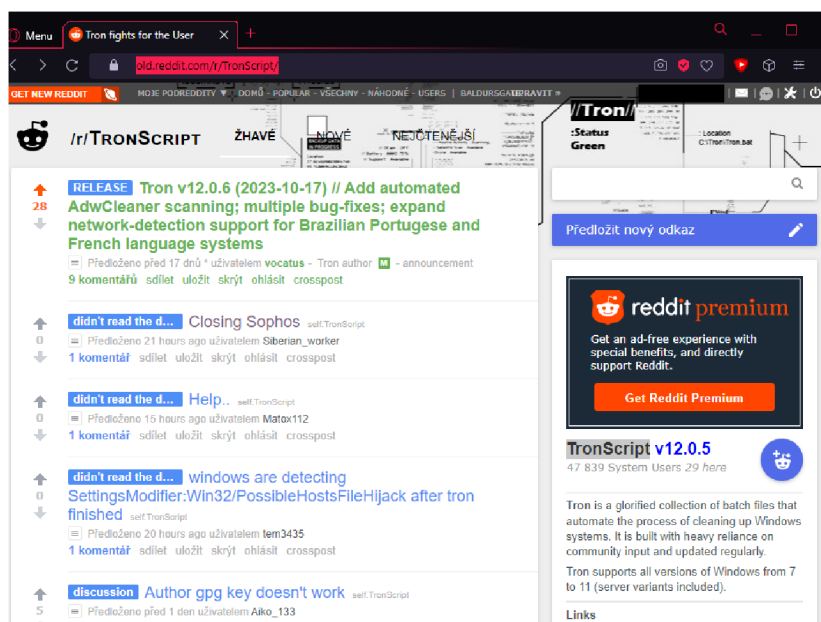 Menu
Tron fights for the User
old.reddit.com/r/TronScript/
GET NEW REDDIT
MOJE PODREDDITY ▼ DOMŮ - POPULAR - VŠECHNY - NÁHODNÉ - USERS | BALDURSGATE UPRAVIT »
/r/TRONSCRIPT
ŽHAVÉ
NOVÉ
NEJČTENĚJŠÍ
//Tron//
:Status
Green
: Location
C:\Tron\Tron.bat
28
RELEASE Tron v12.0.6 (2023-10-17) // Add automated
AdwCleaner scanning; multiple bug-fixes; expand
network-detection support for Brazilian Portugese and
French language systems
Předloženo před 17 dnů * uživatelem vocatus - Tron author M - announcement
9 komentářů sdílet uložit skrýt ohlásit crosspost
0
didn't read the d... Closing Sophos self.TronScript
Předloženo 21 hours ago uživatelem Siberian_worker
1 komentář sdílet uložit skrýt ohlásit crosspost
0
didn't read the d... Help.. self.TronScript
Předloženo 15 hours ago uživatelem Matox112
1 komentář sdílet uložit skrýt ohlásit crosspost
0
didn't read the d... windows are detecting
SettingsModifier:Win32/PossibleHostsFileHijack after tron
finished self.TronScript
Předloženo 20 hours ago uživatelem tem3435
1 komentář sdílet uložit skrýt ohlásit crosspost
5
discussion Author gpg key doesn't work self.TronScript
Předloženo před 1 den uživatelem Aiko_133
Předložit nový odkaz
reddit premium
Get an ad-free experience with
special benefits, and directly
support Reddit.
Get Reddit Premium
TronScript v12.0.5
47 839 System Users 29 here
Tron is a glorified collection of batch files that
automate the process of cleaning up Windows
systems. It is built with heavy reliance on
community input and updated regularly.
Tron supports all versions of Windows from 7
to 11 (server variants included).
Links